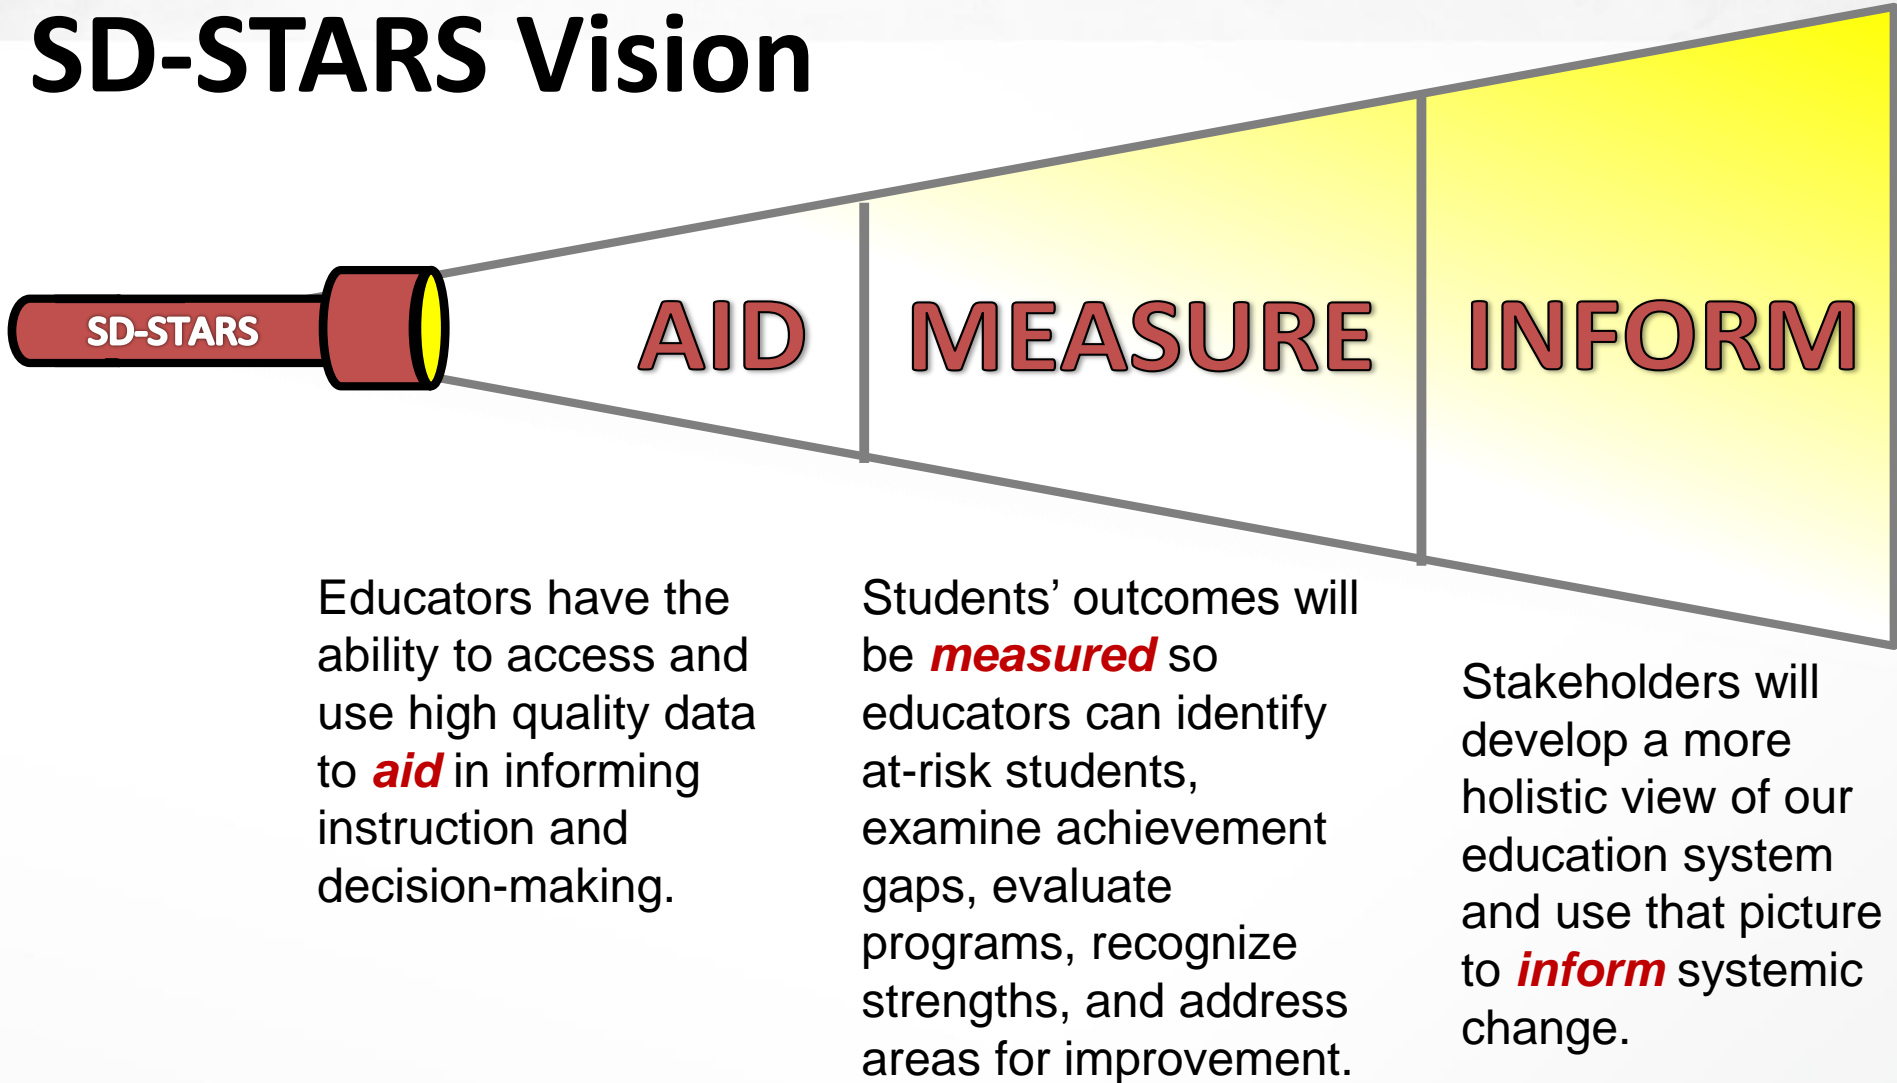 SD-STARS Vision
SD-STARS
AID
MEASURE
INFORM
Educators have the
ability to access and
use high quality data
to aid in informing
instruction and
decision-making.
Students’ outcomes will
be measured so
educators can identify
at-risk students,
examine achievement
gaps, evaluate
programs, recognize
strengths, and address
areas for improvement.
Stakeholders will
develop a more
holistic view of our
education system
and use that picture
to inform systemic
change.